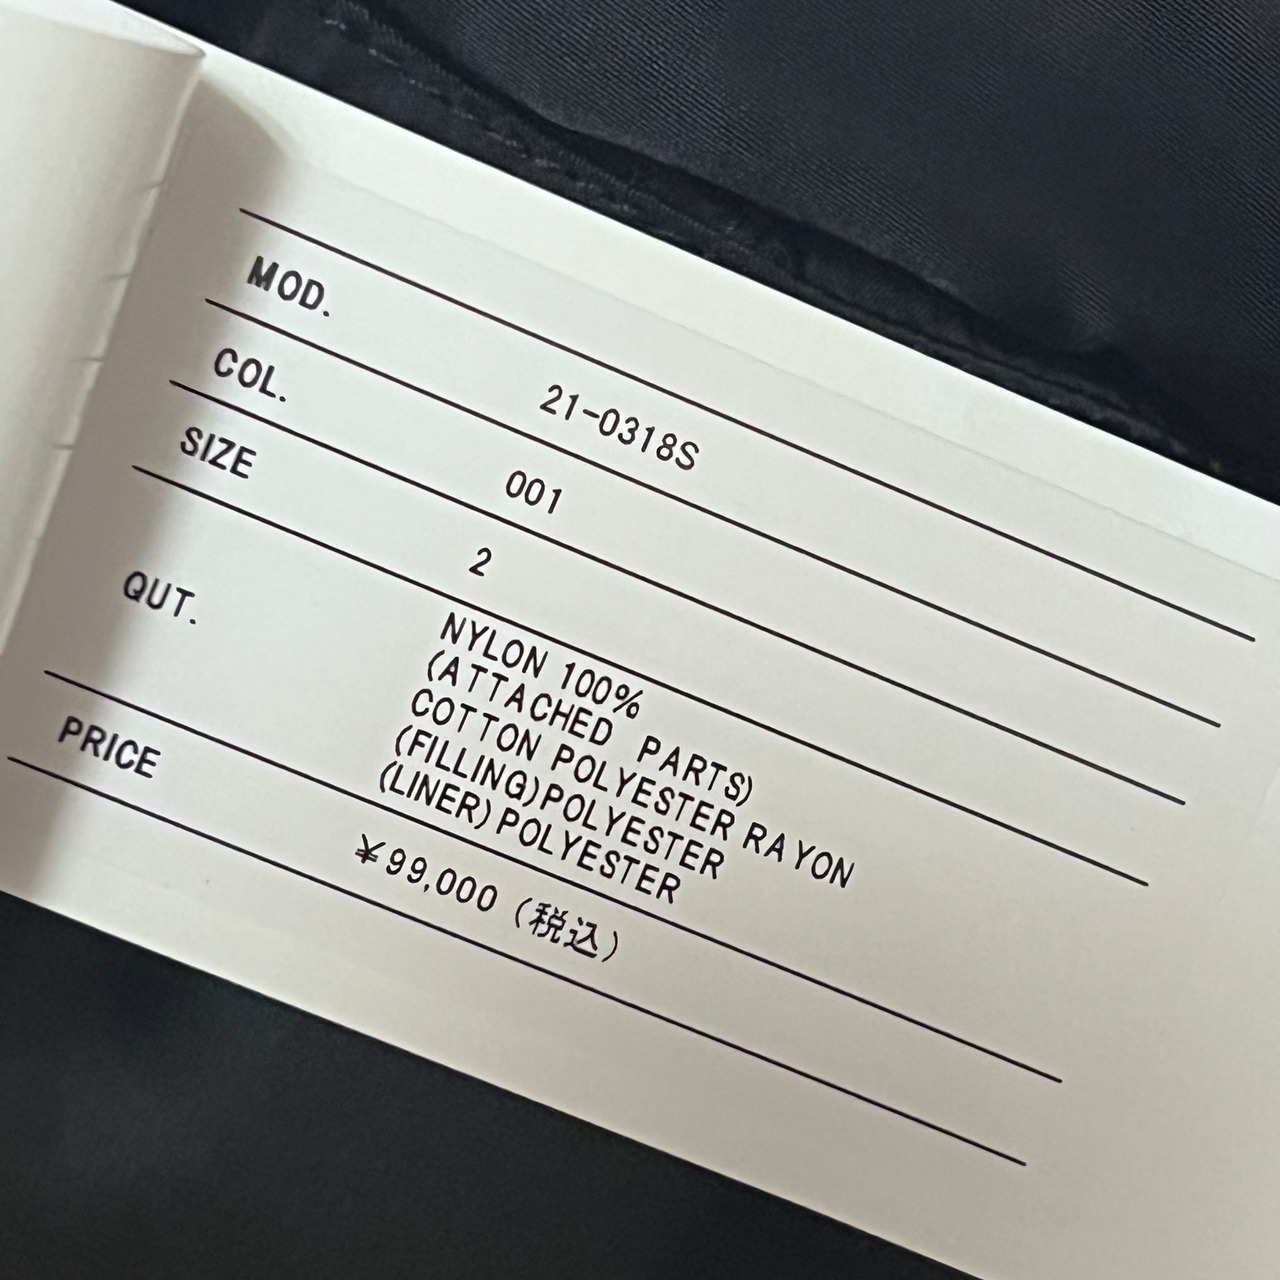 MOD. 21-0318S
COL. 001
SIZE 2
QUT. NYLON 100%
(ATTACHED PARTS)
COTTON POLYESTER RAYON
(FILLING)POLYESTER
(LINER)POLYESTER
PRICE ¥99,000 (税込)